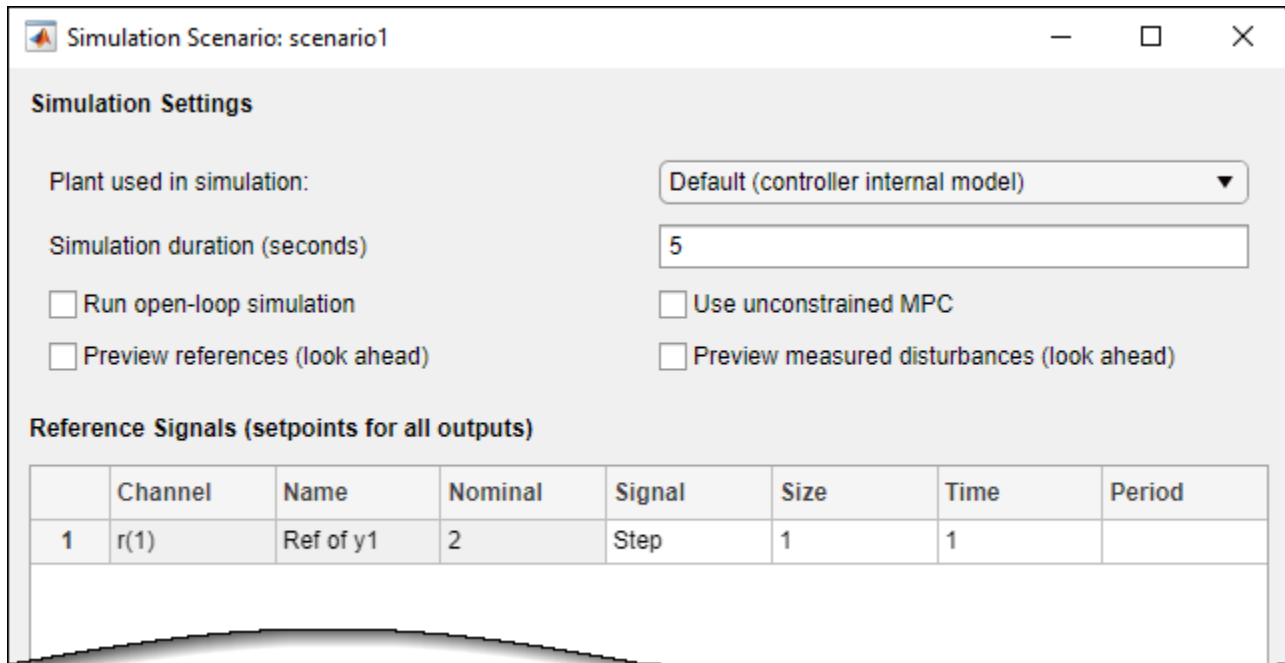 Simulation Scenario: scenario1
Simulation Settings
Plant used in simulation: Default (controller internal model)
Simulation duration (seconds) 5
Run open-loop simulation Use unconstrained MPC
Preview references (look ahead) Preview measured disturbances (look ahead)
Reference Signals (setpoints for all outputs)
Channel Name Nominal Signal Size Time Period
1 r(1) Ref of y1 2 Step 1 1